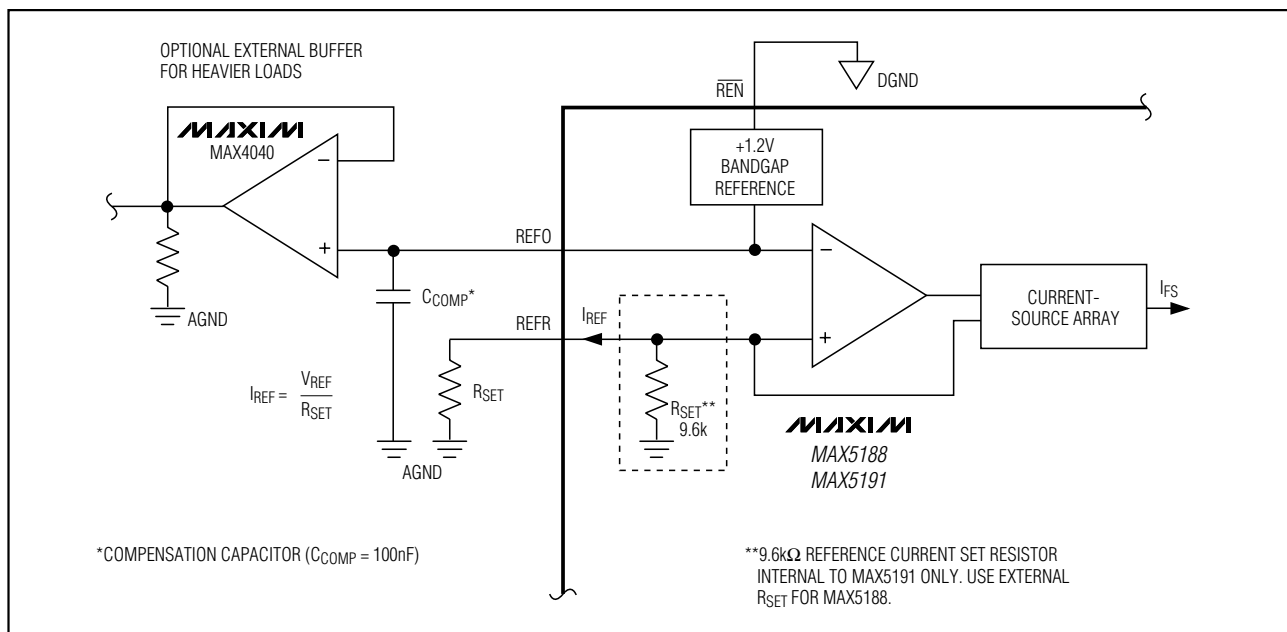 OPTIONAL EXTERNAL BUFFER
FOR HEAVIER LOADS
MAXIM
MAX4040
−
+
AGND
REN
DGND
+1.2V
BANDGAP
REFERENCE
REFO
CCOMP*
REFR
IREF
RSET
IREF = VREF
RSET
AGND
RSET**
9.6k
−
+
CURRENT-
SOURCE ARRAY
IFS
MAXIM
MAX5188
MAX5191
*COMPENSATION CAPACITOR (CCOMP = 100nF)
**9.6kΩ REFERENCE CURRENT SET RESISTOR
INTERNAL TO MAX5191 ONLY. USE EXTERNAL
RSET FOR MAX5188.